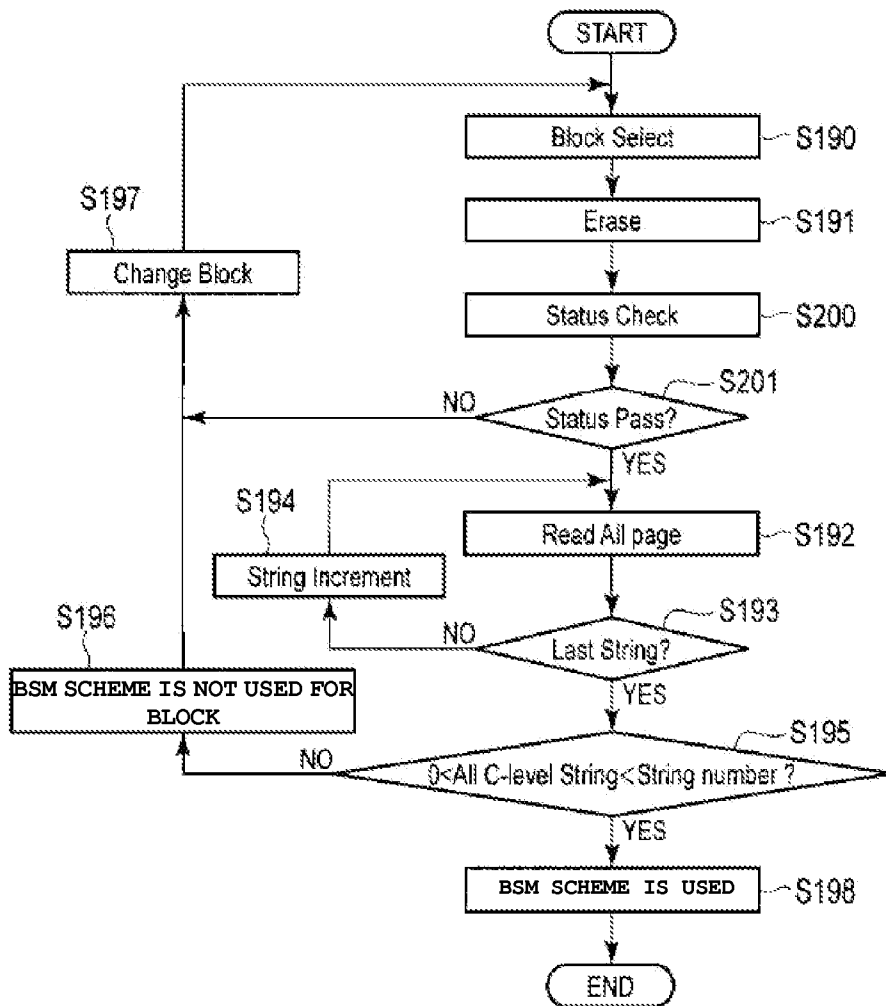 START
Block Select
S190
S197
Erase
S191
Change Block
Status Check
S200
S201
NO
Status Pass?
YES
S194
Read All page
S192
String Increment
S196
NO
S193
Last String?
BSM SCHEME IS NOT USED FOR
BLOCK
YES
S195
NO
0<All C-level String<String number ?
YES
BSM SCHEME IS USED
S198
END